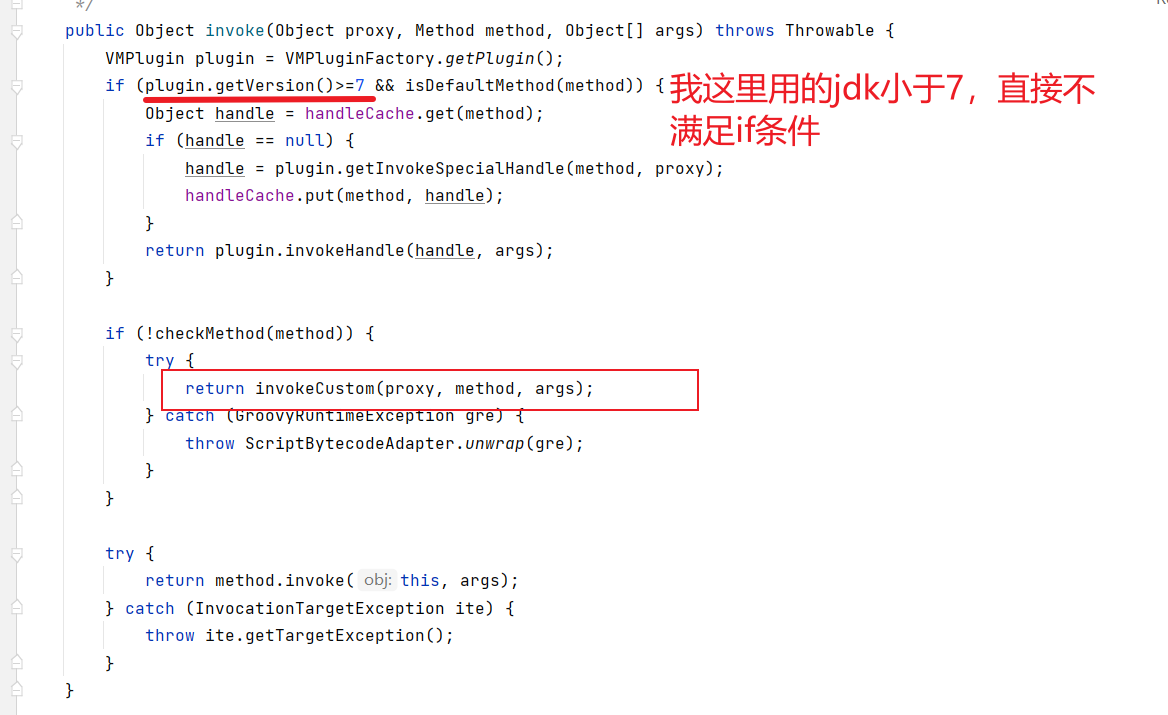 */
public Object invoke(Object proxy, Method method, Object[] args) throws Throwable {
VMPlugin plugin = VMPluginFactory.getPlugin();
if (plugin.getVersion()>=7 && isDefaultMethod(method)) {
我这里用的jdk小于7，直接不
满足if条件
Object handle = handleCache.get(method);
if (handle == null) {
handle = plugin.getInvokeSpecialHandle(method, proxy);
handleCache.put(method, handle);
}
return plugin.invokeHandle(handle, args);
}
if (!checkMethod(method)) {
try {
return invokeCustom(proxy, method, args);
} catch (GroovyRuntimeException gre) {
throw ScriptBytecodeAdapter.unwrap(gre);
}
}
try {
return method.invoke( obj: this, args);
} catch (InvocationTargetException ite) {
throw ite.getTargetException();
}
}